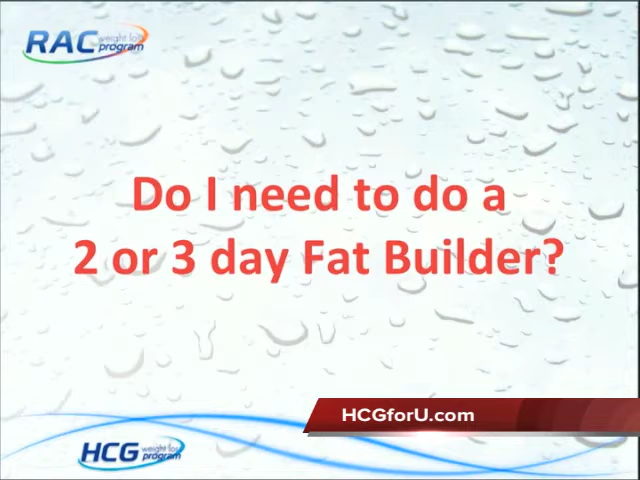 RAC weight loss
program
Do I need to do a
2 or 3 day Fat Builder?
HCGforU.com
HCG weight loss
program